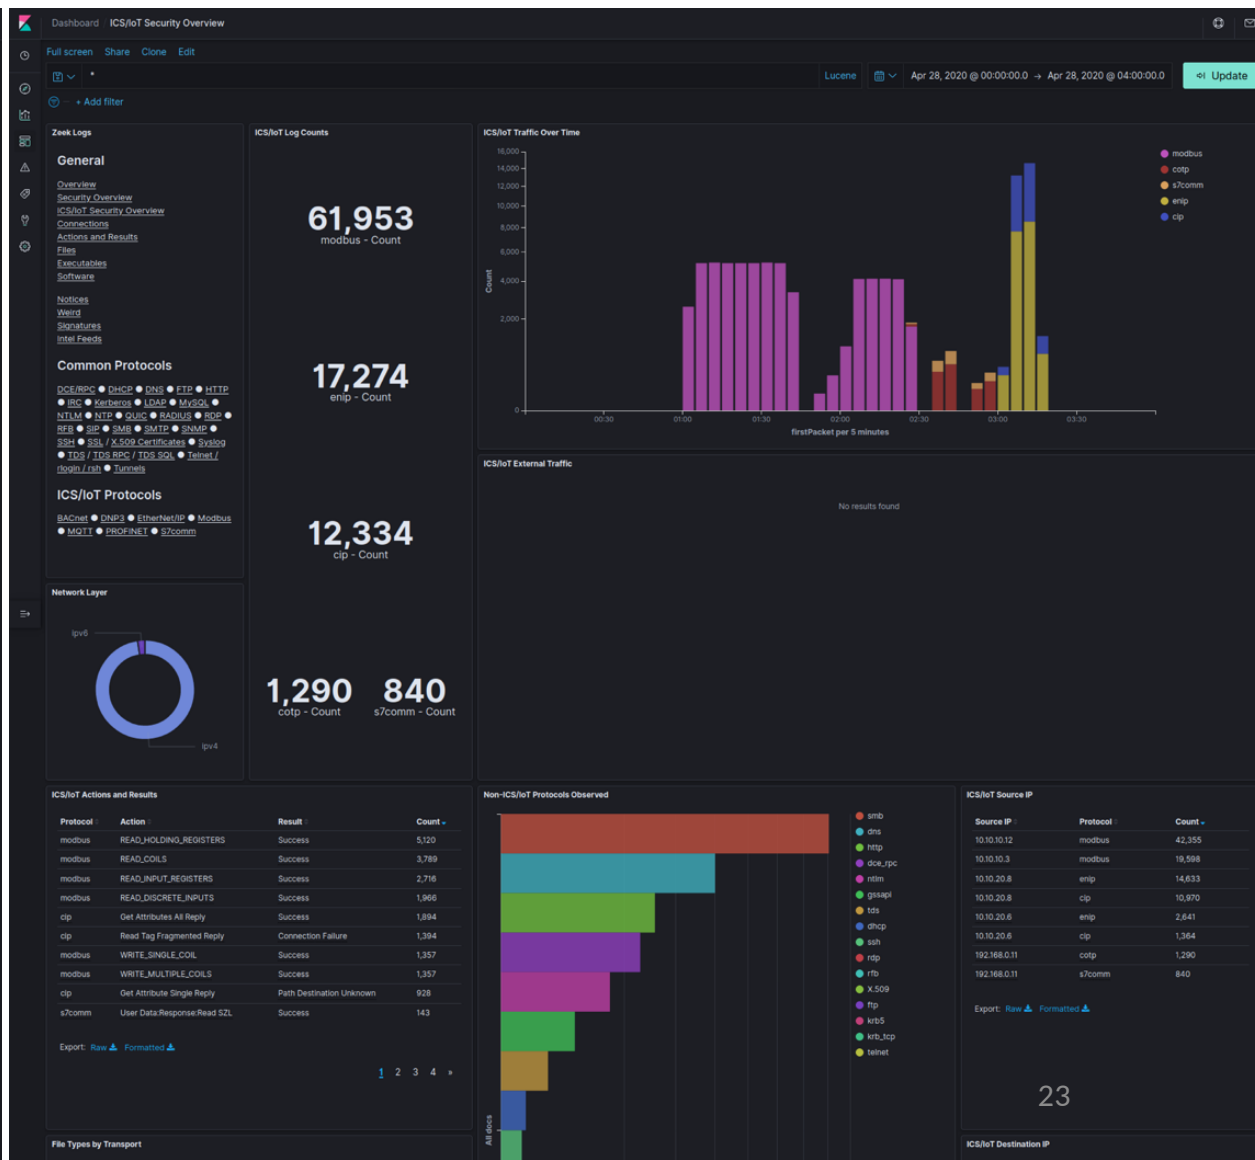 Dashboard / ICS/IoT Security Overview
Full screen Share Clone Edit
* Lucene Apr 28, 2020 @ 00:00:00.0 → Apr 28, 2020 @ 04:00:00.0 Update
+ Add filter
Zeek Logs
General
Overview
Security Overview
ICS/IoT Security Overview
Connections
Actions and Results
Files
Executables
Software
Notices
Weird
Signatures
Intel Feeds
Common Protocols
DCE/RPC ● DHCP ● DNS ● FTP ● HTTP
● IRC ● Kerberos ● LDAP ● MySQL ●
NTLM ● NTP ● QUIC ● RADIUS ● RDP ●
RFB ● SIP ● SMB ● SMTP ● SNMP ●
SSH ● SSL / X.509 Certificates ● Syslog
● TDS / TDS RPC / TDS SQL ● Telnet /
rlogin / rsh ● Tunnels
ICS/IoT Protocols
BACnet ● DNP3 ● EtherNet/IP ● Modbus
● MQTT ● PROFINET ● S7comm
Network Layer
ipv6
ipv4
ICS/IoT Log Counts
61,953
modbus - Count
17,274
enip - Count
12,334
cip - Count
1,290 840
cotp - Count s7comm - Count
ICS/IoT Traffic Over Time
16,000
14,000
12,000
10,000
8,000
6,000
4,000
2,000
0
Count
00:30 01:00 01:30 02:00 02:30 03:00 03:30
firstPacket per 5 minutes
modbus
cotp
s7comm
enip
cip
ICS/IoT External Traffic
No results found
ICS/IoT Actions and Results
Protocol Action Result Count
modbus READ_HOLDING_REGISTERS Success 5,120
modbus READ_COILS Success 3,789
modbus READ_INPUT_REGISTERS Success 2,716
modbus READ_DISCRETE_INPUTS Success 1,966
cip Get Attributes All Reply Success 1,894
cip Read Tag Fragmented Reply Connection Failure 1,394
modbus WRITE_SINGLE_COIL Success 1,357
modbus WRITE_MULTIPLE_COILS Success 1,357
cip Get Attribute Single Reply Path Destination Unknown 928
s7comm User Data:Response:Read SZL Success 143
Export: Raw Formatted
1 2 3 4 »
Non-ICS/IoT Protocols Observed
All docs
smb
dns
http
dce_rpc
ntlm
gssapi
tds
dhcp
ssh
rdp
rfb
X.509
ftp
krb5
krb_tcp
telnet
ICS/IoT Source IP
Source IP Protocol Count
10.10.10.12 modbus 42,355
10.10.10.3 modbus 19,598
10.10.20.8 enip 14,633
10.10.20.8 cip 10,970
10.10.20.6 enip 2,641
10.10.20.6 cip 1,364
192.168.0.11 cotp 1,290
192.168.0.11 s7comm 840
Export: Raw Formatted
23
File Types by Transport
ICS/IoT Destination IP